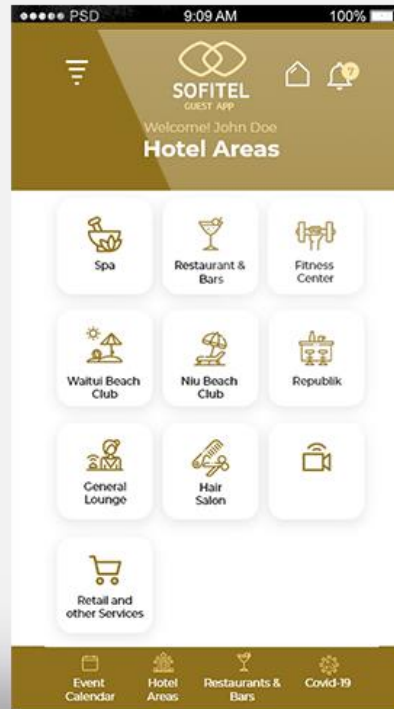 PSD 9:09 AM 100%
SOFITEL
GUEST APP
7
Welcome! John Doe
Hotel Areas
Spa
Restaurant &
Bars
Fitness
Center
Waitui Beach
Club
Niu Beach
Club
Republik
General
Lounge
Hair
Salon
Retail and
other Services
Event
Calendar
Hotel
Areas
Restaurants &
Bars
Covid-19